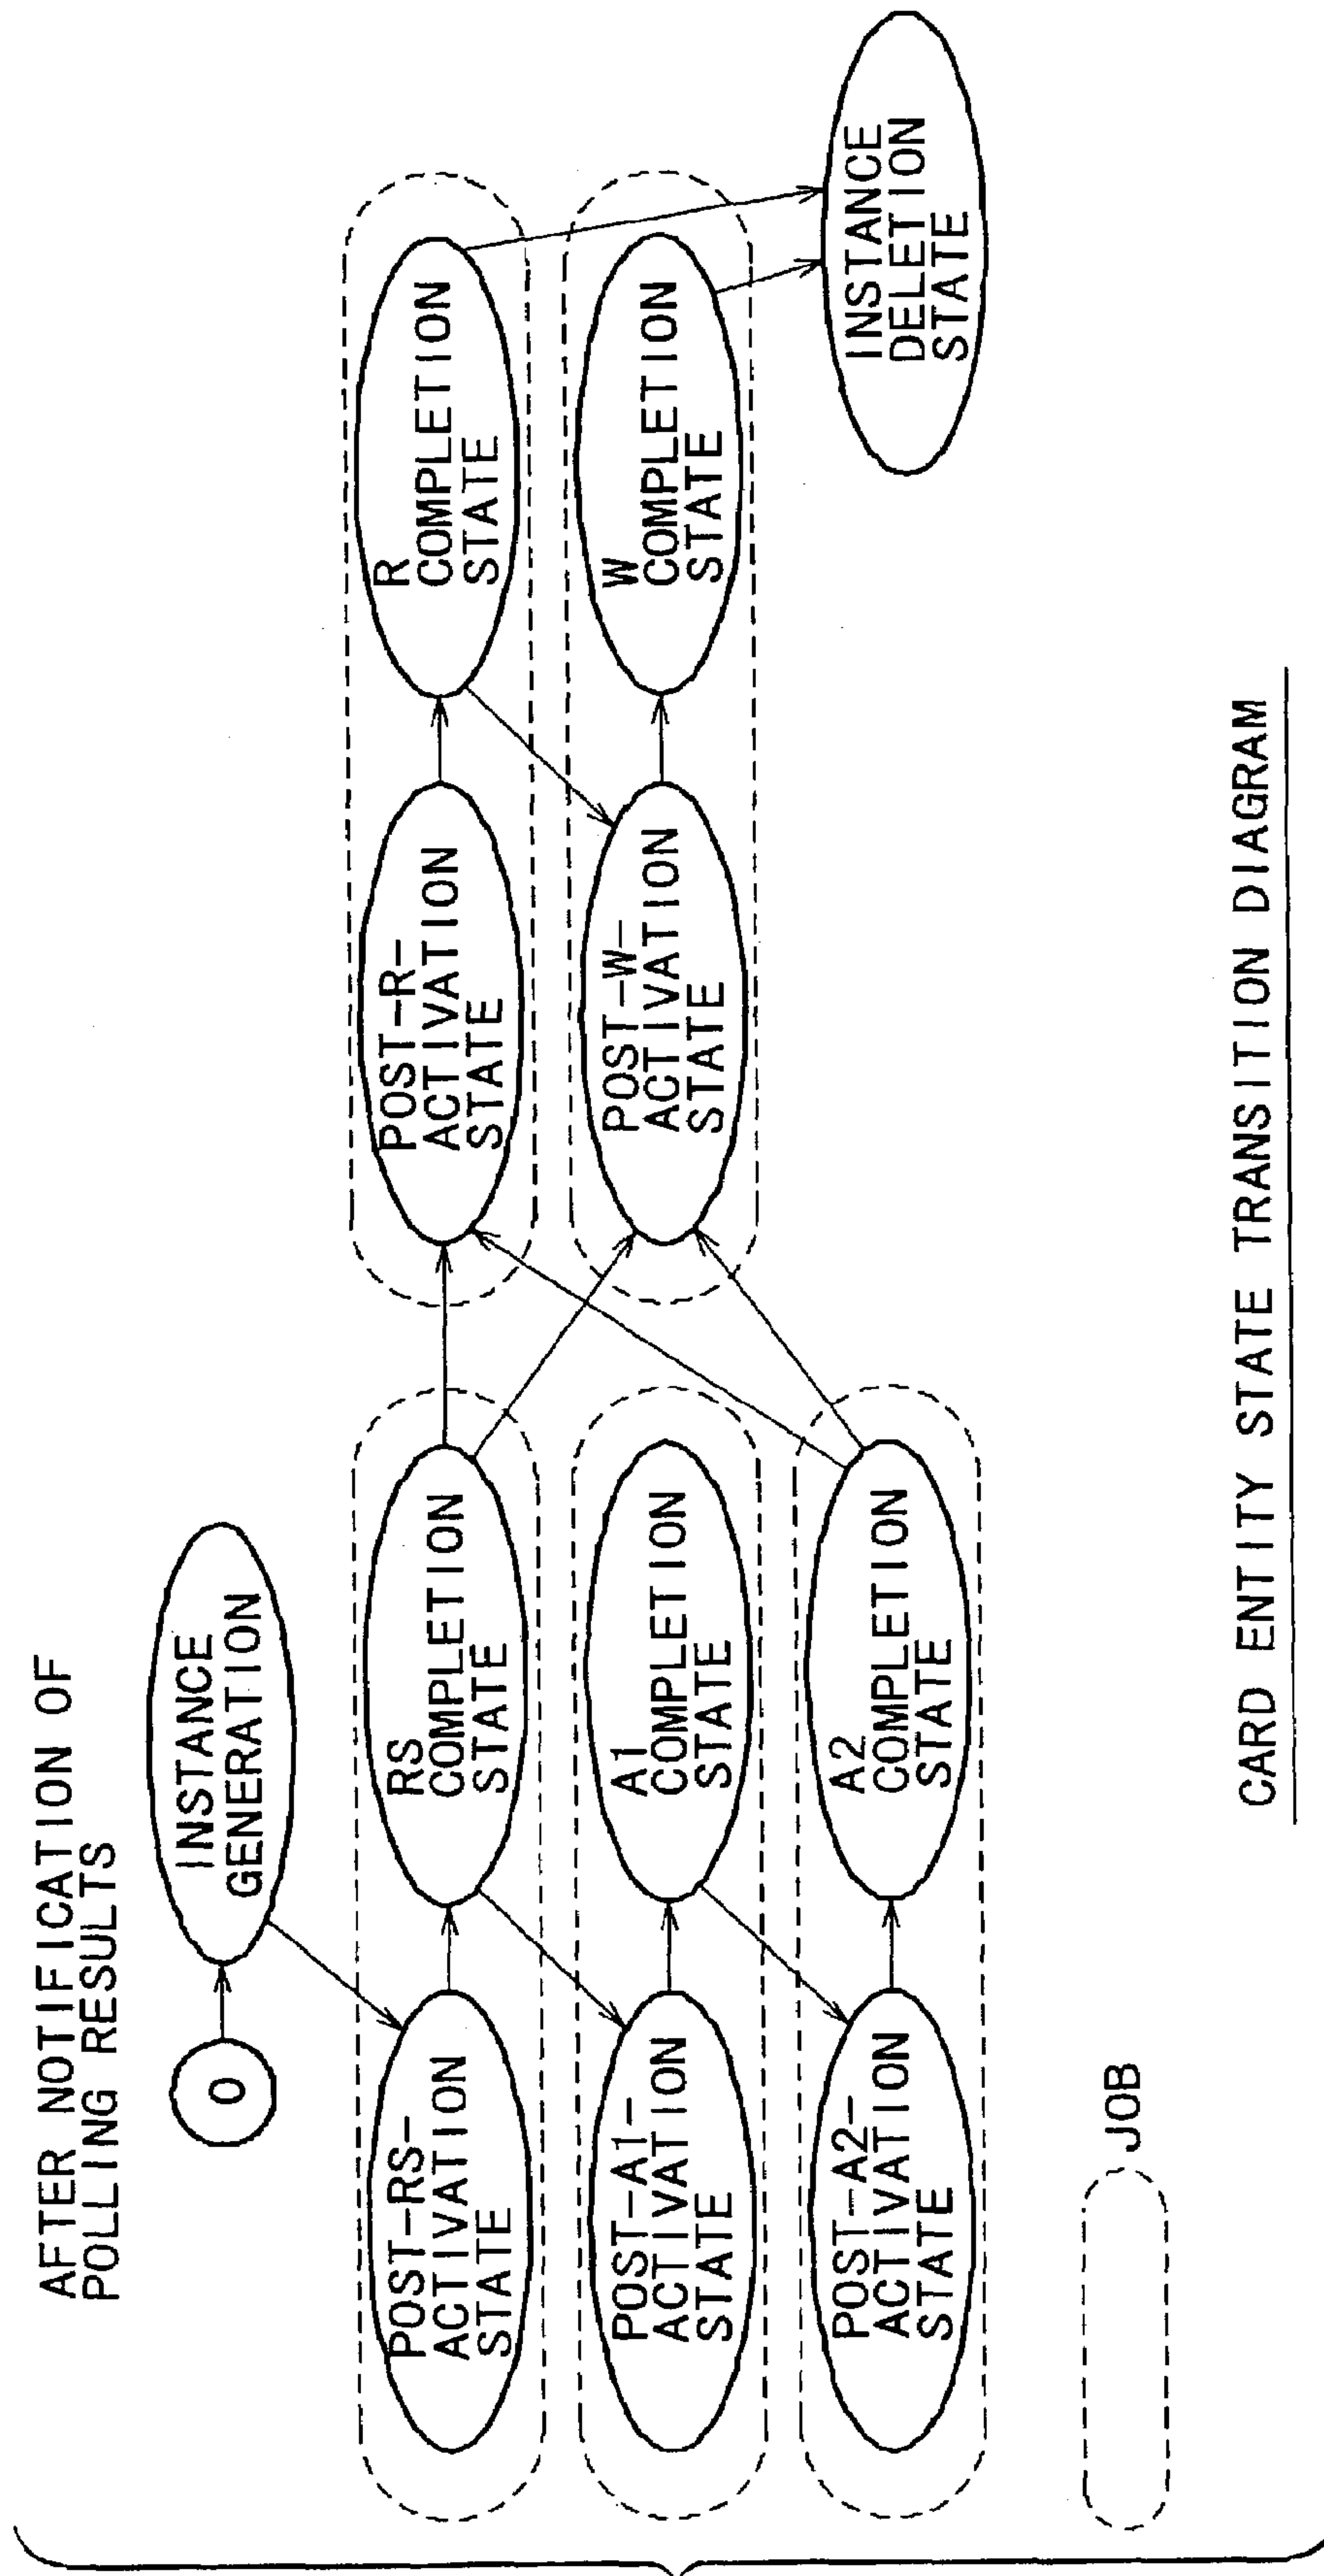 AFTER NOTIFICATION OF
POLLING RESULTS
0
INSTANCE
GENERATION
POST-RS-
ACTIVATION
STATE
RS
COMPLETION
STATE
POST-R-
ACTIVATION
STATE
R
COMPLETION
STATE
POST-A1-
ACTIVATION
STATE
A1
COMPLETION
STATE
POST-W-
ACTIVATION
STATE
W
COMPLETION
STATE
POST-A2-
ACTIVATION
STATE
A2
COMPLETION
STATE
INSTANCE
DELETION
STATE
JOB
CARD ENTITY STATE TRANSITION DIAGRAM